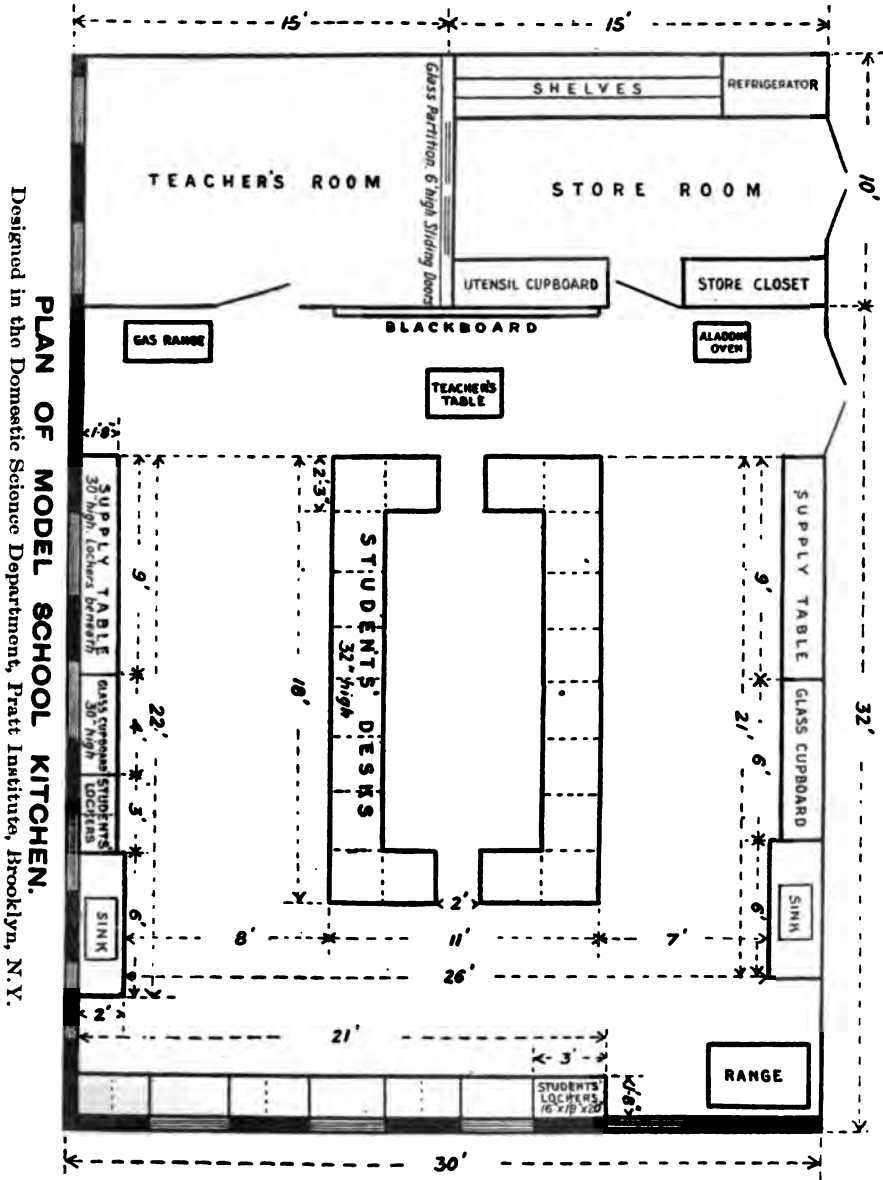 15'
15'
SHELVES
REFRIGERATOR
Glass Partition, 6' high Sliding Doors
TEACHER'S ROOM
STORE ROOM
10'
UTENSIL CUPBOARD
STORE CLOSET
BLACKBOARD
GAS RANGE
ALADDIN
OVEN
TEACHER'S
TABLE
1'8"
2'-3"
SUPPLY TABLE
30" high. Lockers beneath
9'
STUDENTS' DESKS
32" high
18'
9'
SUPPLY TABLE
32'
GLASS CUPBOARD
30" high
4'
22'
21'
6'
GLASS CUPBOARD
STUDENTS'
LOCKERS
3'
SINK
6'
2'
6'
SINK
8'
11'
7'
26'
2'
21'
3'
STUDENTS'
LOCKERS
16"x18"x20"
1'-8"
RANGE
30'
PLAN OF MODEL SCHOOL KITCHEN.
Designed in the Domestic Science Department, Pratt Institute, Brooklyn, N.Y.